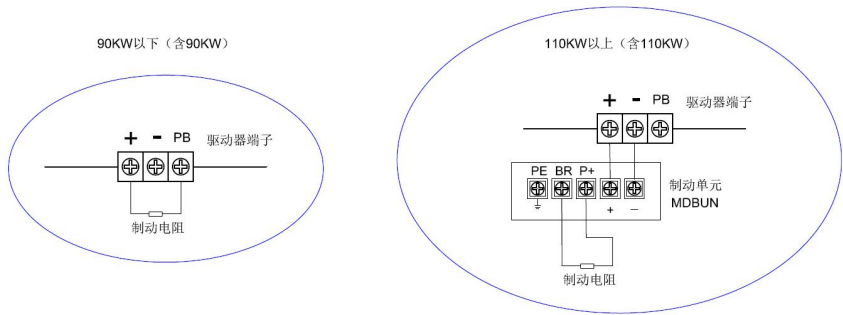 90KW以下（含90KW）
+ - PB 驱动器端子
制动电阻
110KW以上（含110KW）
+ - PB 驱动器端子
PE BR P+ 制动单元
MDBUN
+ −
制动电阻